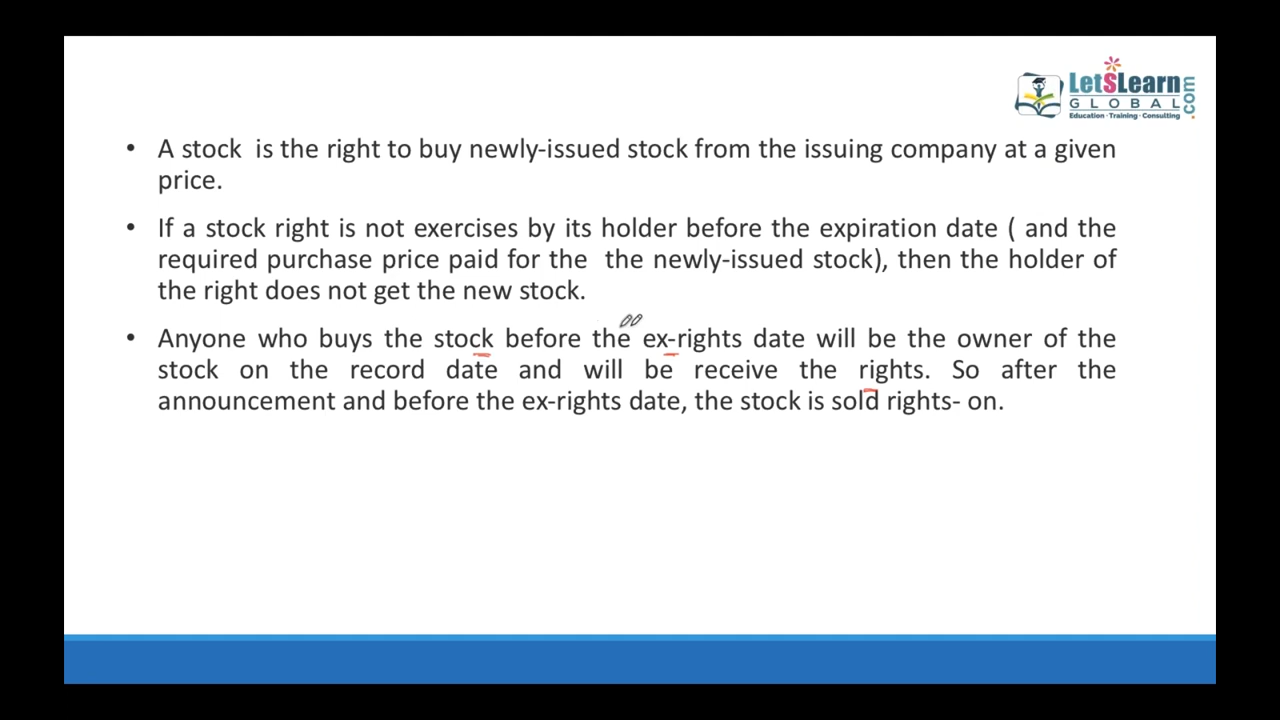 LetSLearn
GLOBAL
.com
Education · Training · Consulting
• A stock is the right to buy newly-issued stock from the issuing company at a given
price.
• If a stock right is not exercises by its holder before the expiration date ( and the
required purchase price paid for the the newly-issued stock), then the holder of
the right does not get the new stock.
• Anyone who buys the stock before the ex-rights date will be the owner of the
stock on the record date and will be receive the rights. So after the
announcement and before the ex-rights date, the stock is sold rights- on.